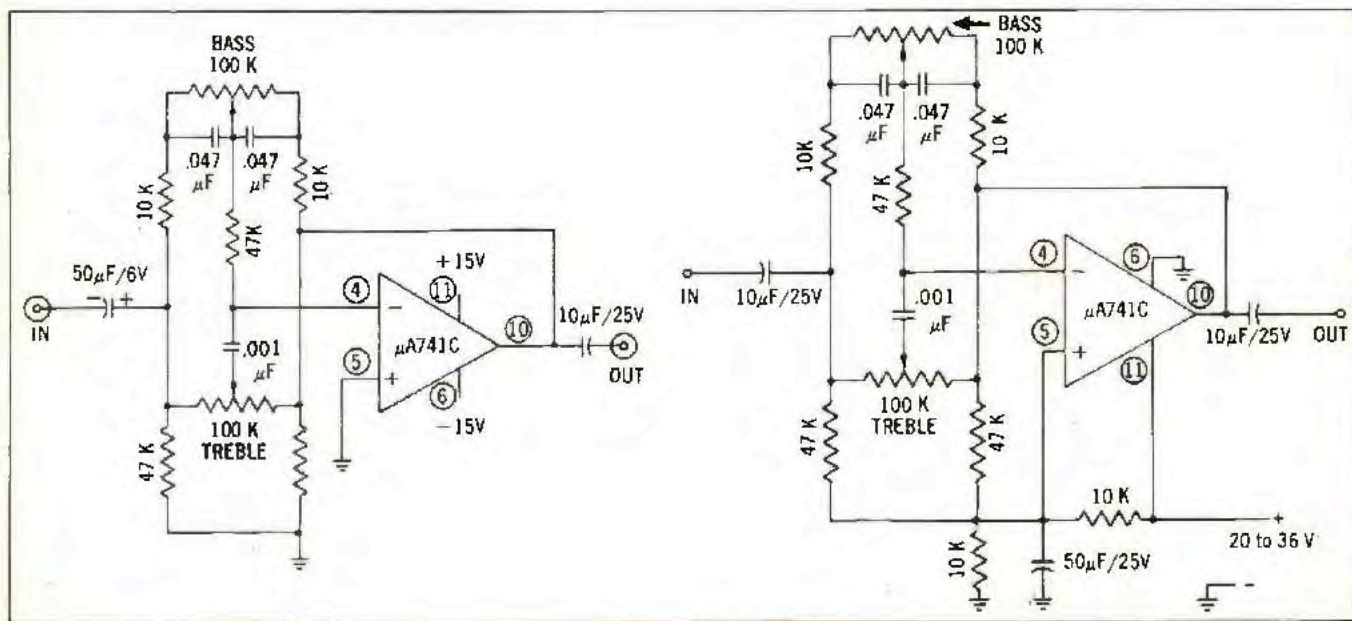 BASS
100 K
.047
µF
.047
µF
10 K
10 K
47K
50µF/6V
- +
IN
.001
µF
4
-
+15V
11
µA741C
10
10µF/25V
OUT
5
+
6
-15V
100 K
TREBLE
47 K
BASS
100 K
.047
µF
.047
µF
10K
10 K
47 K
IN
10µF/25V
.001
µF
4
-
6
µA741C
10
10µF/25V
OUT
5
+
11
100 K
TREBLE
47 K
47 K
10 K
+
20 to 36 V
10 K
50µF/25V
-